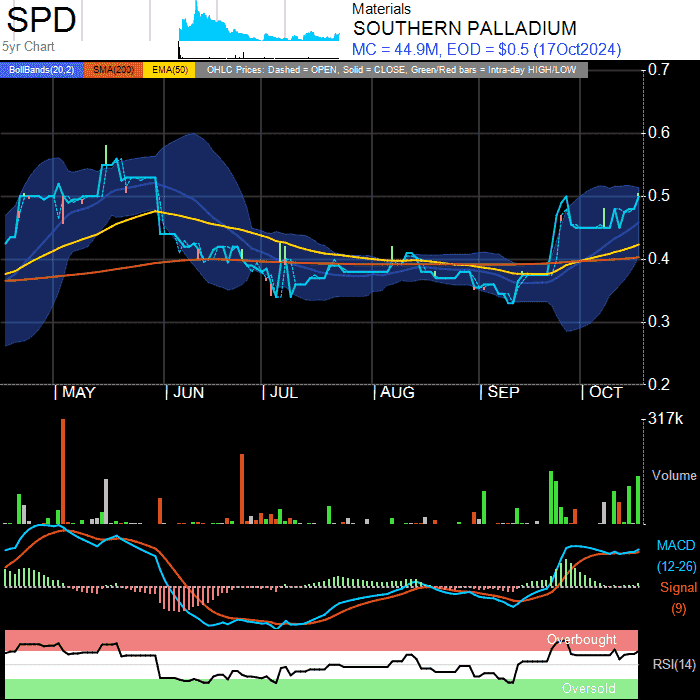 SPD
5yr Chart
Materials
SOUTHERN PALLADIUM
MC = 44.9M, EOD = $0.5 (17Oct2024)
BollBands(20,2) SMA(200) EMA(50) OHLC Prices: Dashed = OPEN, Solid = CLOSE, Green/Red bars = Intra-day HIGH/LOW
0.7
0.6
0.5
0.4
0.3
0.2
MAY JUN JUL AUG SEP OCT
317k
Volume
MACD
(12-26)
Signal
(9)
Overbought
RSI(14)
Oversold